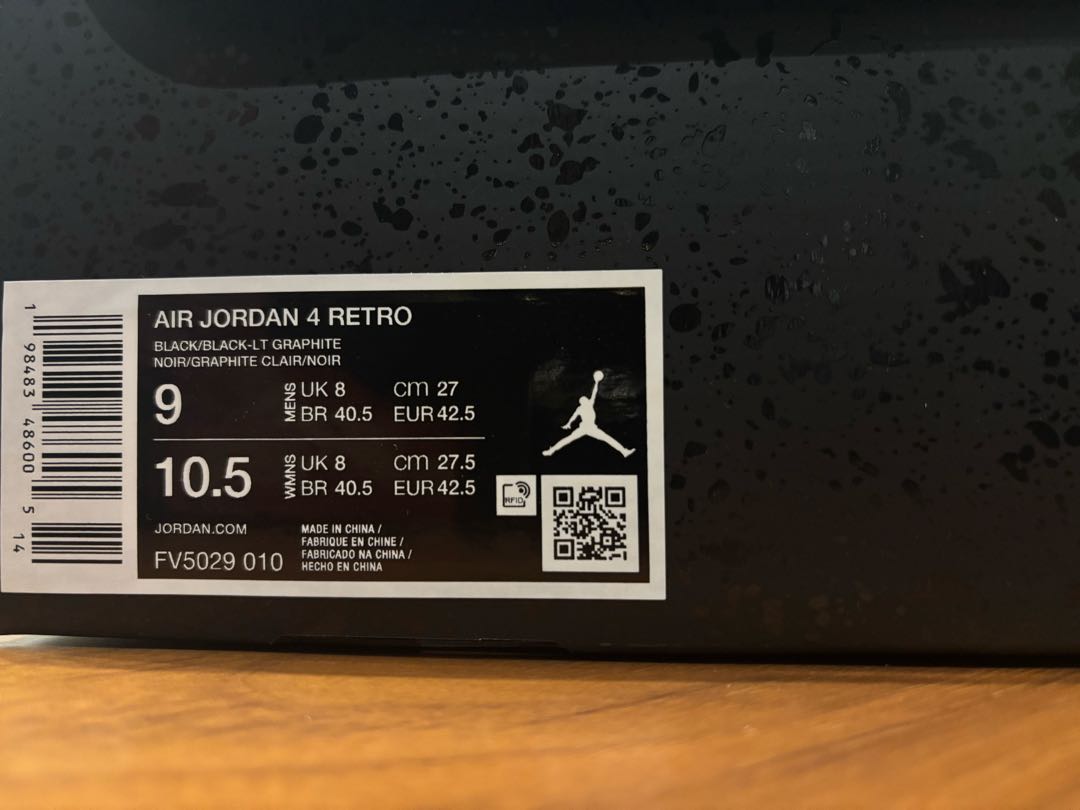 AIR JORDAN 4 RETRO
BLACK/BLACK-LT GRAPHITE
NOIR/GRAPHITE CLAIR/NOIR
9 MENS UK 8 cm 27
BR 40.5 EUR 42.5
10.5 WMNS UK 8 cm 27.5
BR 40.5 EUR 42.5
RFID
JORDAN.COM
FV5029 010
MADE IN CHINA /
FABRIQUE EN CHINE /
FABRICADO NA CHINA /
HECHO EN CHINA
1 98483 48600 5 14